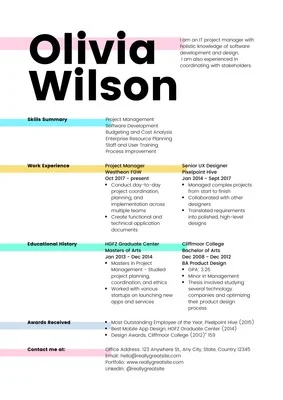 Olivia
Wilson
I am an IT project manager with
holistic knowledge of software
development and design.
I am also experienced in
coordinating with stakeholders
Skills Summary
Project Management
Software Development
Budgeting and Cost Analysis
Enterprise Resource Planning
Staff and User Training
Process Improvement
Work Experience
Project Manager
Westheon FGW
Oct 2017 - present
• Conduct day-to-day
project coordination,
planning, and
implementation across
multiple teams
• Create functional and
technical application
documents
Senior UX Designer
Pixelpoint Hive
Jan 2014 - Sept 2017
• Managed complex projects
from start to finish
• Collaborated with other
designers
• Translated requirements
into polished, high-level
designs
Educational History
HGFZ Graduate Center
Masters of Arts
Jan 2013 - Dec 2014
• Masters in Project
Management - Studied
project planning,
coordination, and ethics
• Worked with various
startups on launching new
apps and services
Cliffmoor College
Bachelor of Arts
Dec 2008 - Dec 2012
BA Product Design
• GPA: 3.26
• Minor in Management
• Thesis involved studying
several technology
companies and optimising
their product design
process
Awards Received
• Most Outstanding Employee of the Year, Pixelpoint Hive (2015)
• Best Mobile App Design, HGFZ Graduate Center (2014)
• Design Awards, Cliffmoor College (2012)" 159
Contact me at:
Office Address: 123 Anywhere St., Any City, State, Country 12345
Email: hello@reallygreatsite.com
Portfolio: www.reallygreatsite.com
LinkedIn: @reallygreatsite